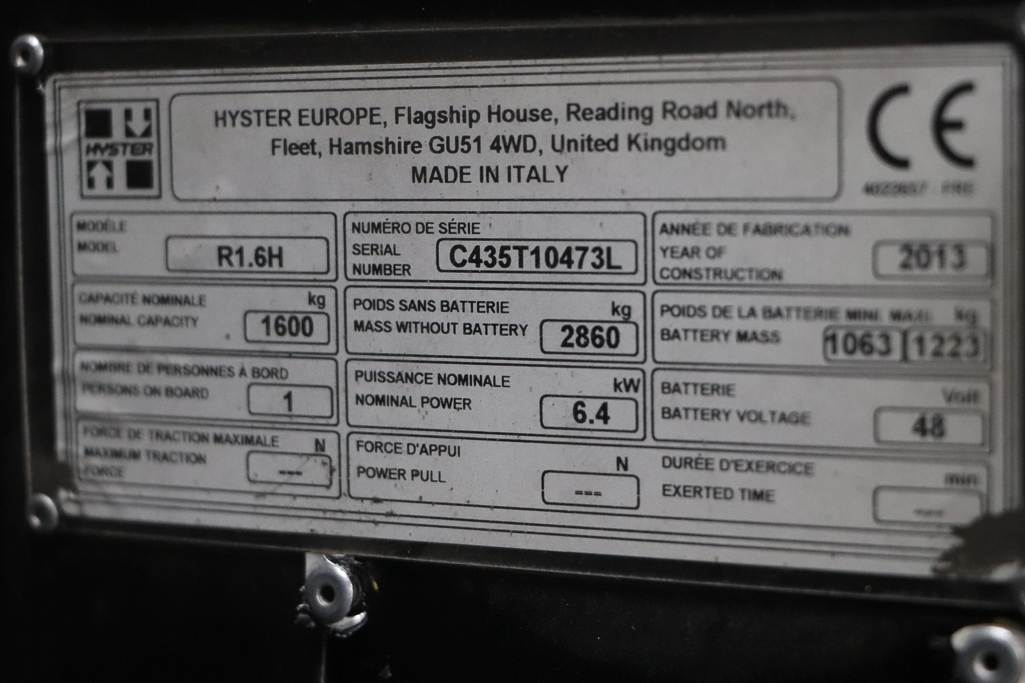 HYSTER
HYSTER EUROPE, Flagship House, Reading Road North,
Fleet, Hamshire GU51 4WD, United Kingdom
MADE IN ITALY
CE
MODÈLE
MODEL
R1.6H
NUMÉRO DE SÉRIE
SERIAL
NUMBER
C435T10473L
ANNÉE DE FABRICATION
YEAR OF
CONSTRUCTION
2013
CAPACITÉ NOMINALE kg
NOMINAL CAPACITY
1600
POIDS SANS BATTERIE kg
MASS WITHOUT BATTERY
2860
POIDS DE LA BATTERIE MINI MAXI kg
BATTERY MASS
1063 1223
NOMBRE DE PERSONNES À BORD
PERSONS ON BOARD
1
PUISSANCE NOMINALE kW
NOMINAL POWER
6.4
BATTERIE Volt
BATTERY VOLTAGE
48
FORCE DE TRACTION MAXIMALE N
MAXIMUM TRACTION
FORCE
---
FORCE D'APPUI
POWER PULL N
---
DURÉE D'EXERCICE min
EXERTED TIME
---